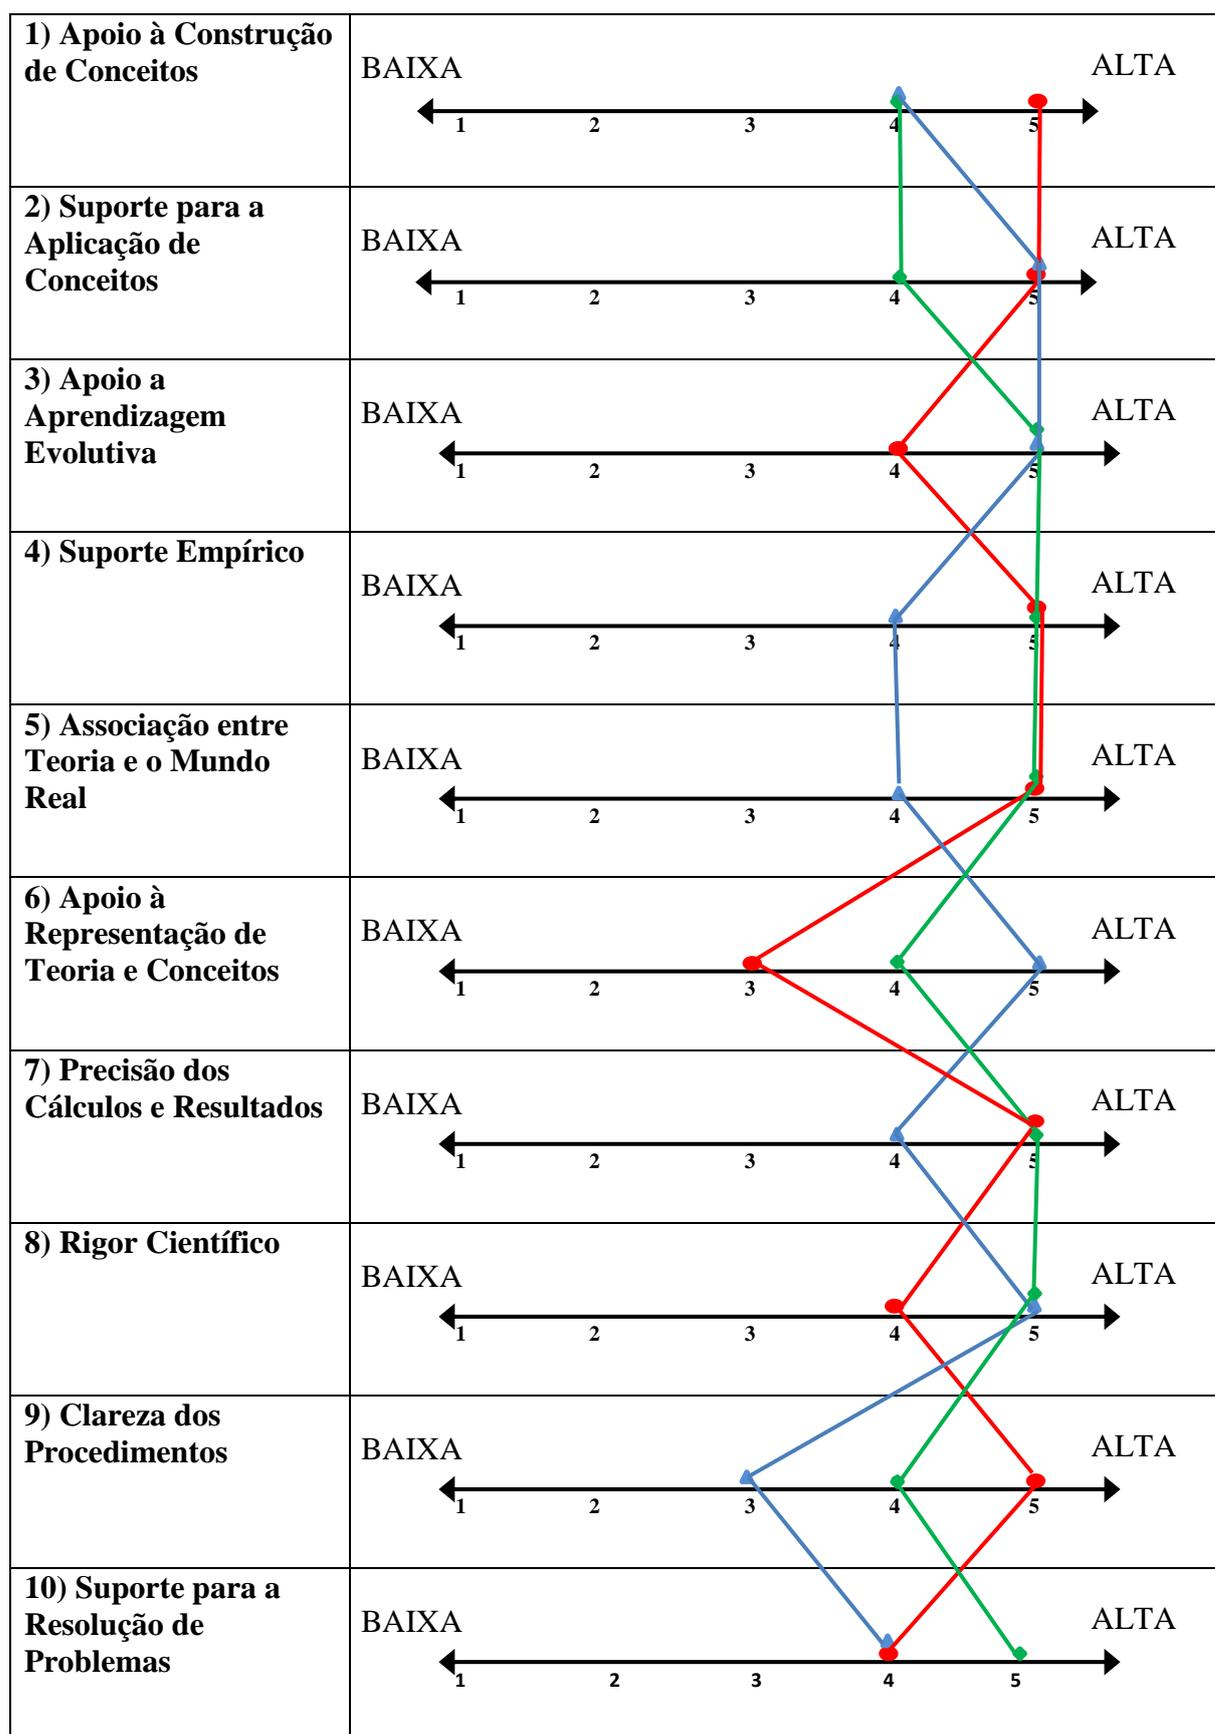 1) Apoio à Construção
de Conceitos
BAIXA
ALTA
1 2 3 4 5
2) Suporte para a
Aplicação de
Conceitos
BAIXA
ALTA
1 2 3 4 5
3) Apoio a
Aprendizagem
Evolutiva
BAIXA
ALTA
1 2 3 4 5
4) Suporte Empírico
BAIXA
ALTA
1 2 3 4 5
5) Associação entre
Teoria e o Mundo
Real
BAIXA
ALTA
1 2 3 4 5
6) Apoio à
Representação de
Teoria e Conceitos
BAIXA
ALTA
1 2 3 4 5
7) Precisão dos
Cálculos e Resultados
BAIXA
ALTA
1 2 3 4 5
8) Rigor Científico
BAIXA
ALTA
1 2 3 4 5
9) Clareza dos
Procedimentos
BAIXA
ALTA
1 2 3 4 5
10) Suporte para a
Resolução de
Problemas
BAIXA
ALTA
1 2 3 4 5